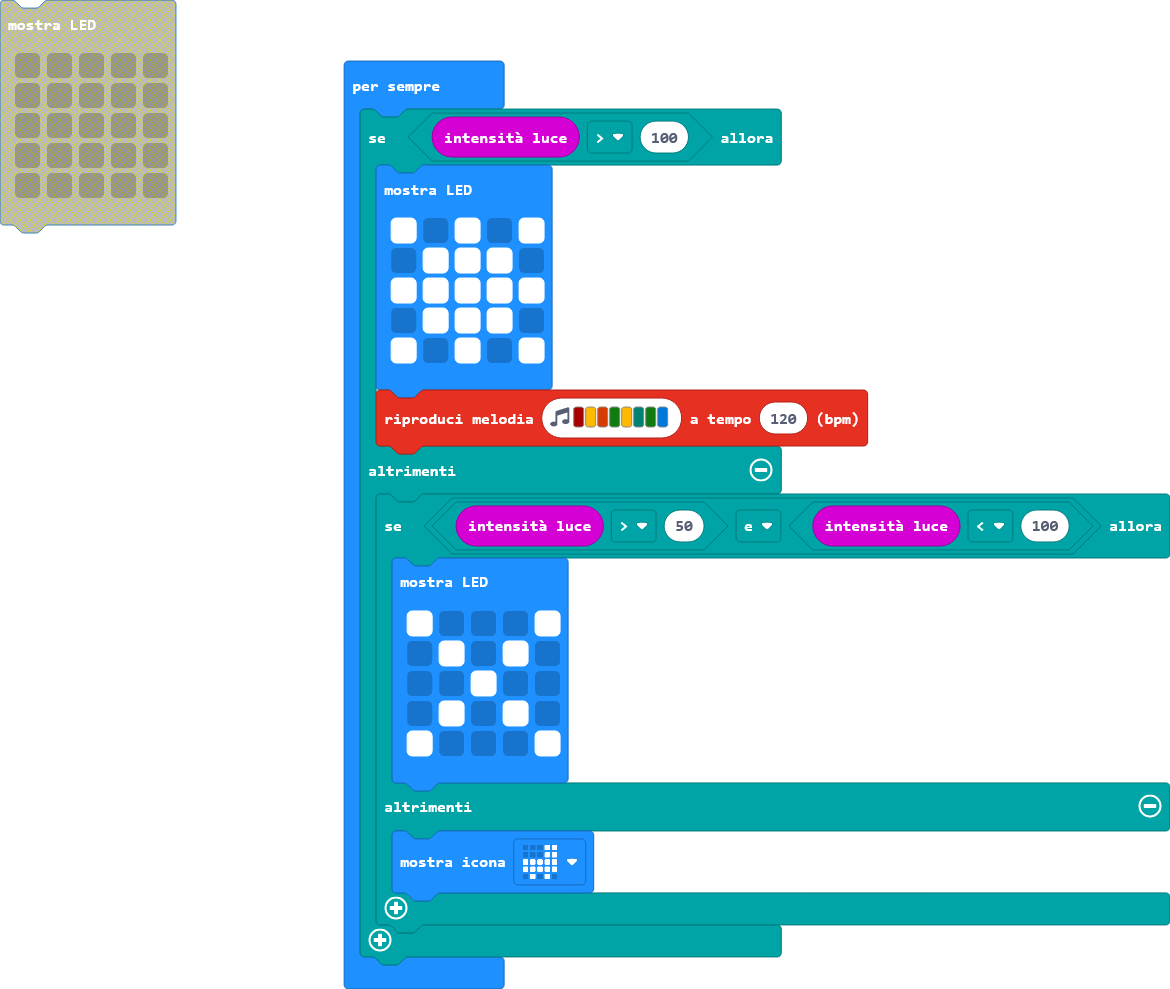 mostra LED
per sempre
se intensità luce > 100 allora
mostra LED
riproduci melodia a tempo 120 (bpm)
altrimenti
se intensità luce > 50 e intensità luce < 100 allora
mostra LED
altrimenti
mostra icona